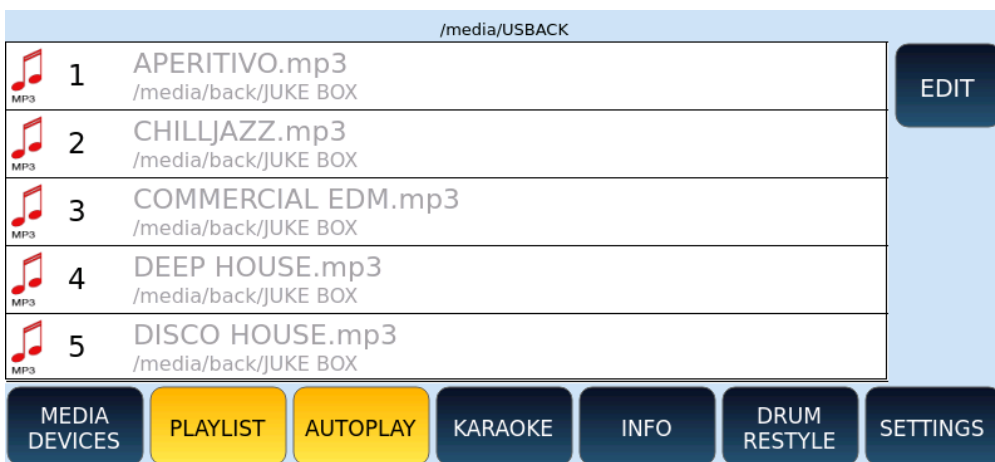 /media/USBACK
MP3
1
APERITIVO.mp3
/media/back/JUKE BOX
EDIT
MP3
2
CHILLJAZZ.mp3
/media/back/JUKE BOX
MP3
3
COMMERCIAL EDM.mp3
/media/back/JUKE BOX
MP3
4
DEEP HOUSE.mp3
/media/back/JUKE BOX
MP3
5
DISCO HOUSE.mp3
/media/back/JUKE BOX
MEDIA
DEVICES
PLAYLIST
AUTOPLAY
KARAOKE
INFO
DRUM
RESTYLE
SETTINGS